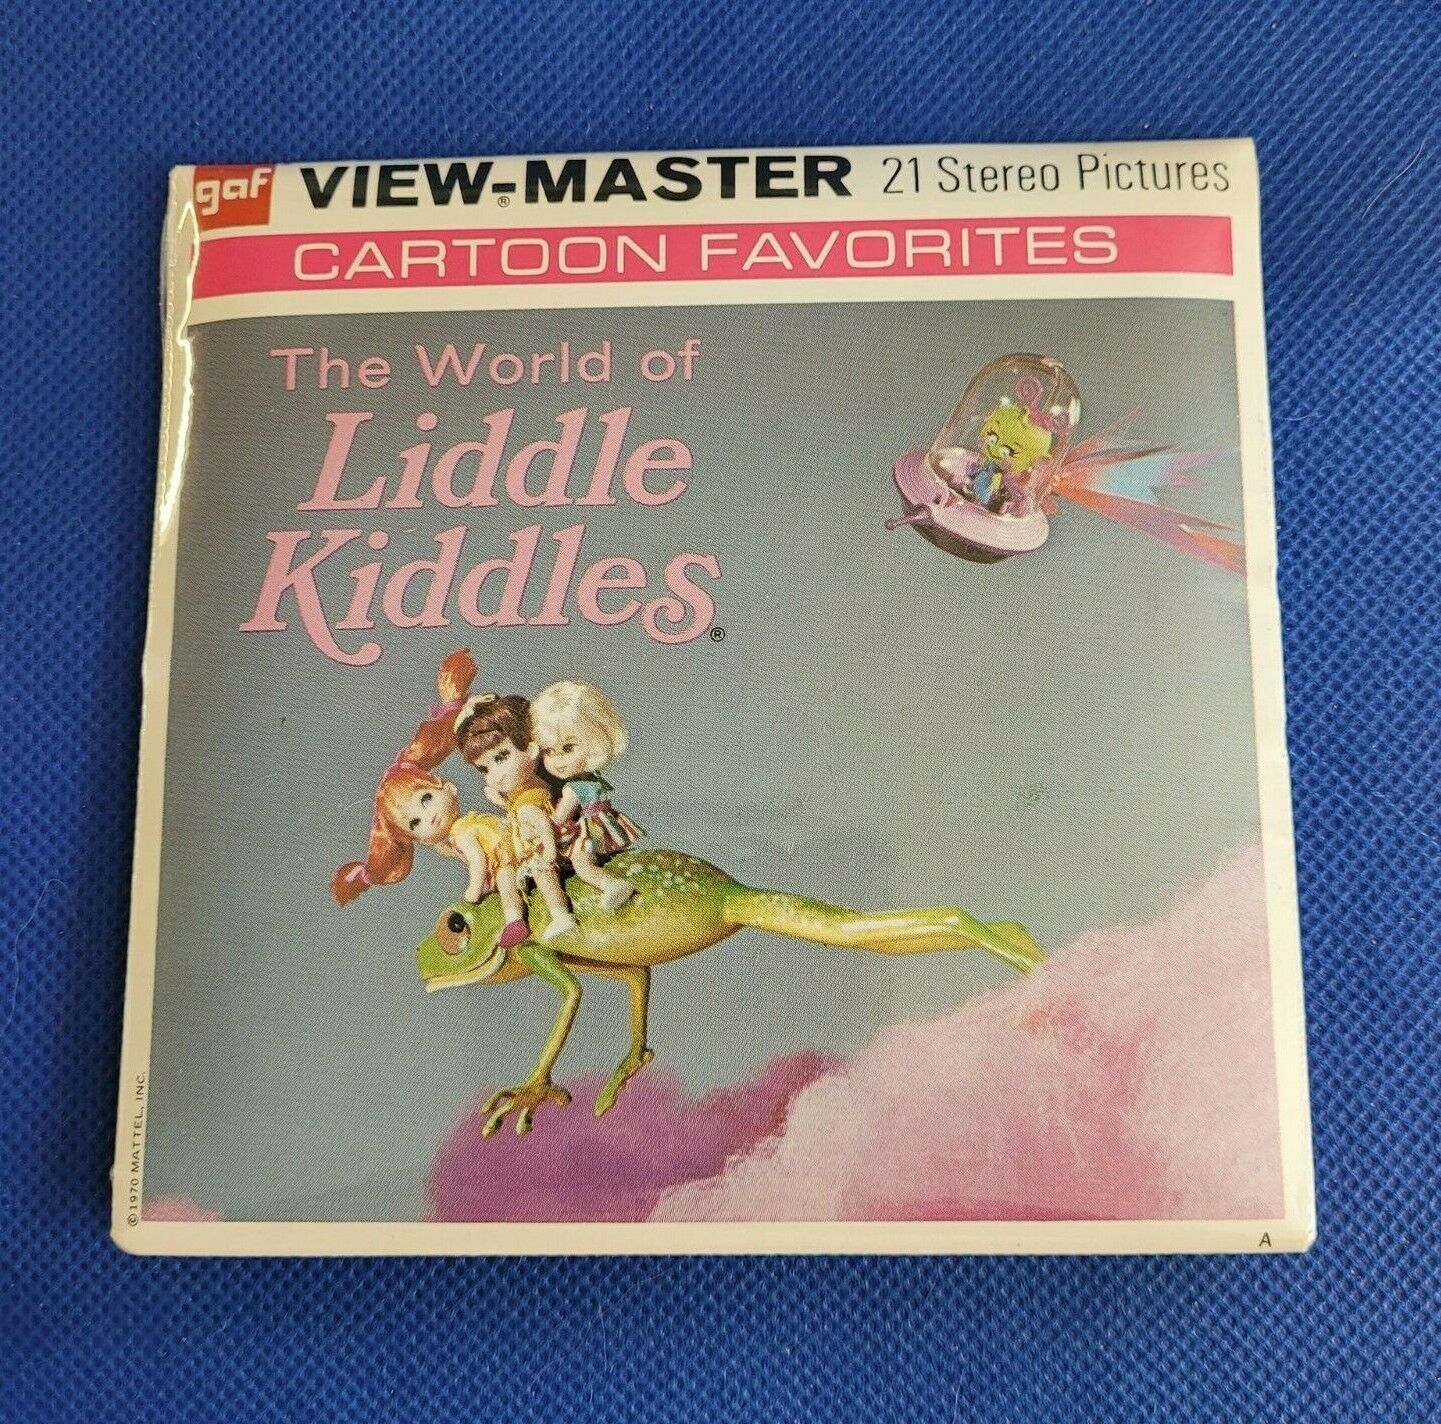 gaf VIEW-MASTER® 21 Stereo Pictures
CARTOON FAVORITES
The World of
Liddle
Kiddles®
©1970 MATTEL, INC.
A